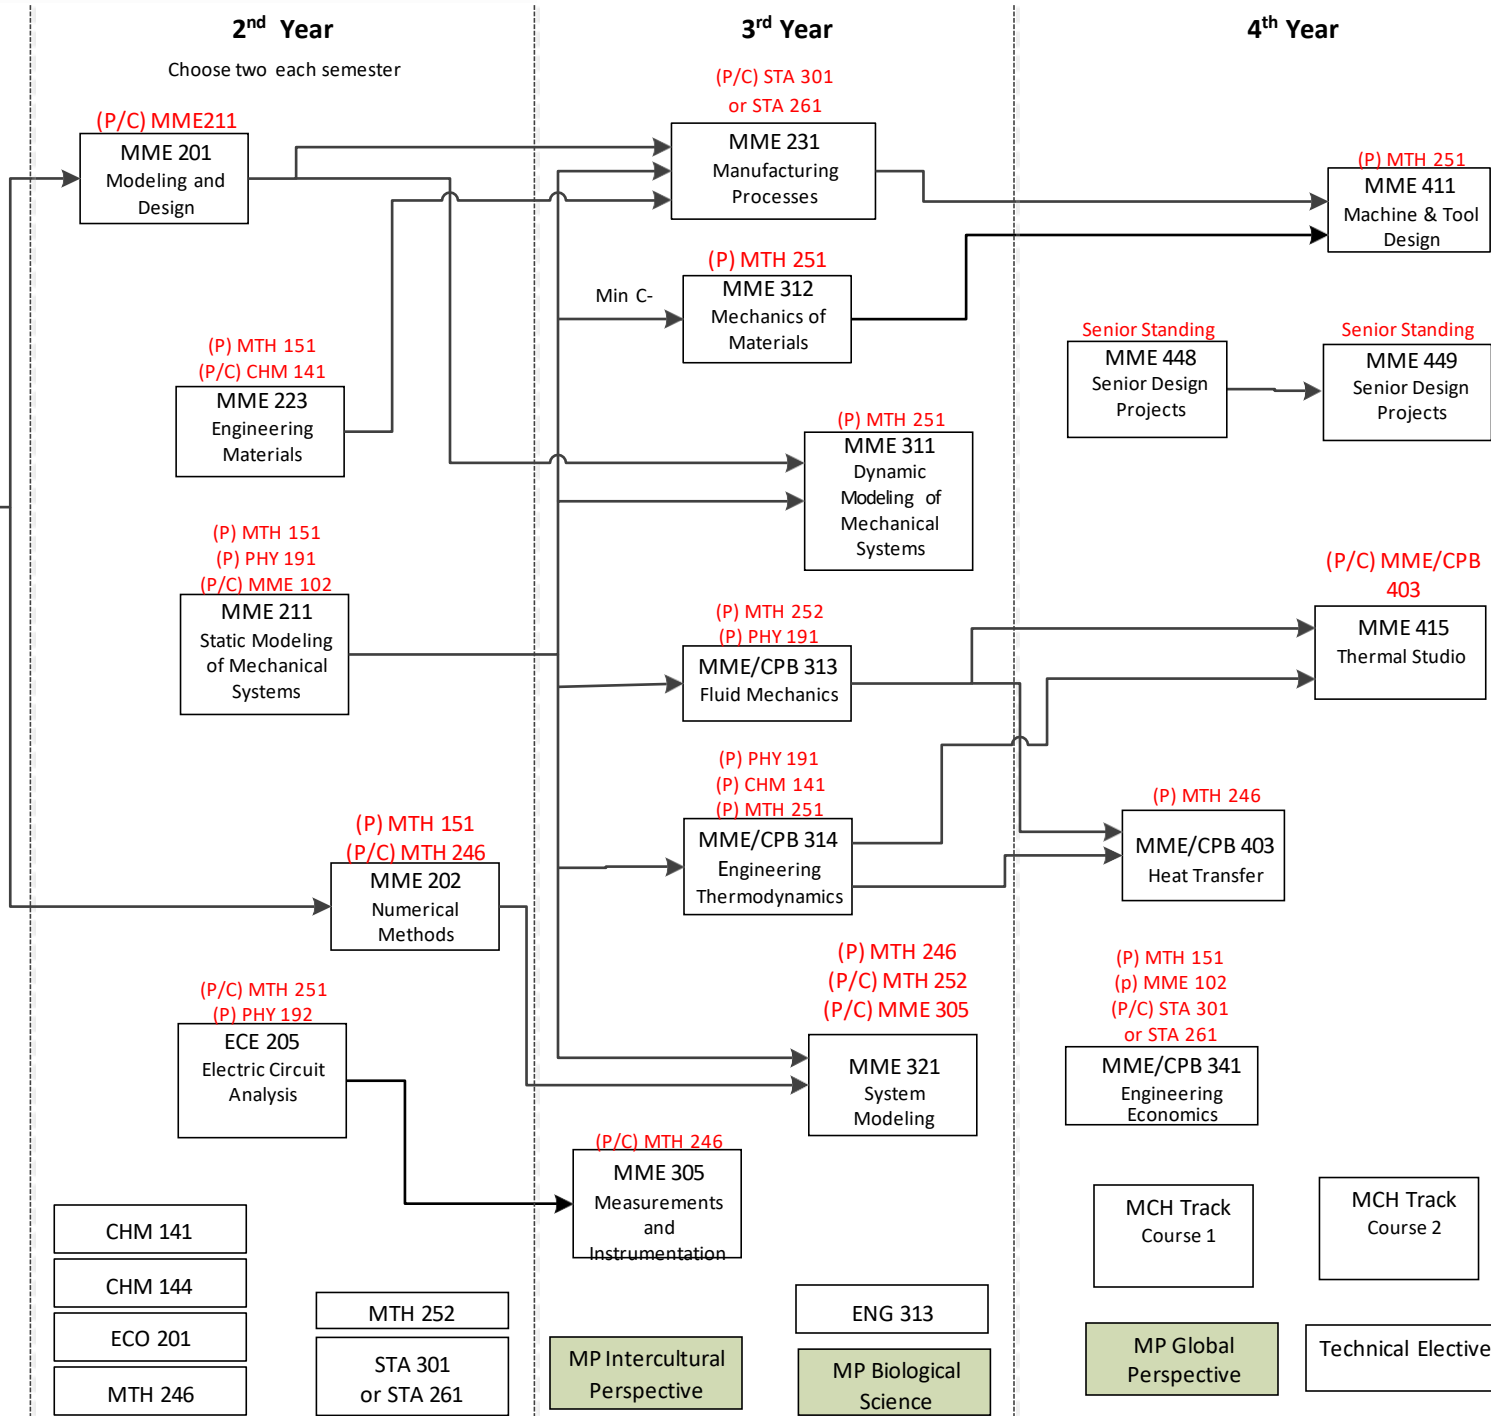 2nd Year
Choose two each semester
(P/C) MME211
MME 201
Modeling and
Design
(P) MTH 151
(P/C) CHM 141
MME 223
Engineering
Materials
(P) MTH 151
(P) PHY 191
(P/C) MME 102
MME 211
Static Modeling
of Mechanical
Systems
(P) MTH 151
(P/C) MTH 246
MME 202
Numerical
Methods
(P/C) MTH 251
(P) PHY 192
ECE 205
Electric Circuit
Analysis
CHM 141
CHM 144
ECO 201
MTH 246
MTH 252
STA 301
or STA 261
3rd Year
(P/C) STA 301
or STA 261
MME 231
Manufacturing
Processes
Min C-
(P) MTH 251
MME 312
Mechanics of
Materials
(P) MTH 251
MME 311
Dynamic
Modeling of
Mechanical
Systems
(P) MTH 252
(P) PHY 191
MME/CPB 313
Fluid Mechanics
(P) PHY 191
(P) CHM 141
(P) MTH 251
MME/CPB 314
Engineering
Thermodynamics
(P) MTH 246
(P/C) MTH 252
(P/C) MME 305
MME 321
System
Modeling
(P/C) MTH 246
MME 305
Measurements
and
Instrumentation
ENG 313
MP Intercultural
Perspective
MP Biological
Science
4th Year
(P) MTH 251
MME 411
Machine & Tool
Design
Senior Standing
MME 448
Senior Design
Projects
Senior Standing
MME 449
Senior Design
Projects
(P/C) MME/CPB
403
MME 415
Thermal Studio
(P) MTH 246
MME/CPB 403
Heat Transfer
(P) MTH 151
(p) MME 102
(P/C) STA 301
or STA 261
MME/CPB 341
Engineering
Economics
MCH Track
Course 1
MCH Track
Course 2
MP Global
Perspective
Technical Elective